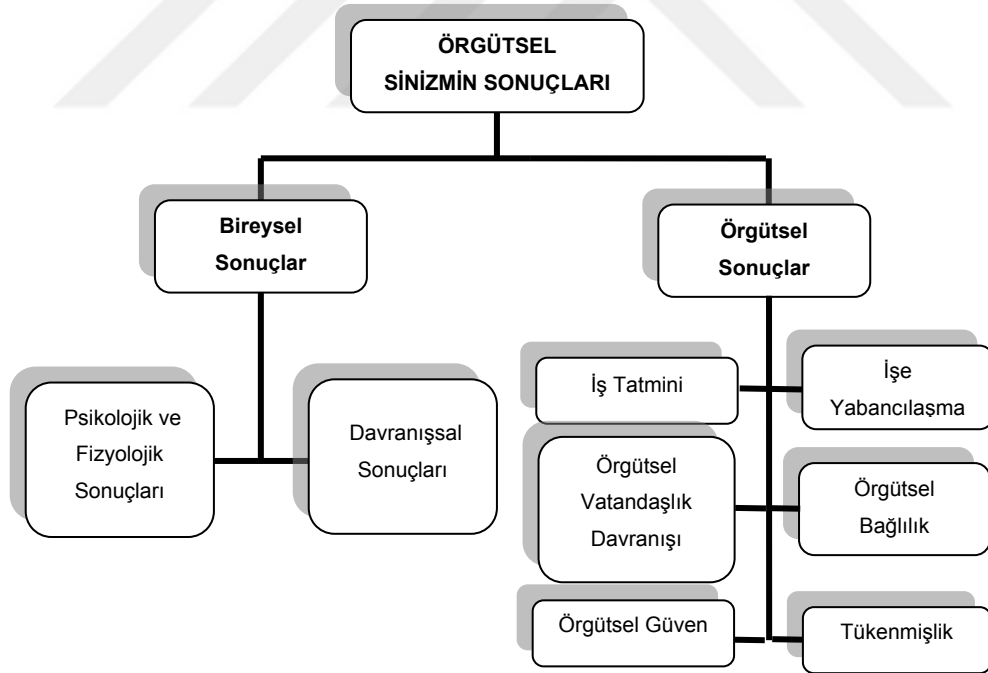 ÖRGÜTSEL
SİNİZMİN SONUÇLARI
Bireysel
Sonuçlar
Örgütsel
Sonuçlar
Psikolojik ve
Fizyolojik
Sonuçları
Davranışsal
Sonuçları
İş Tatmini
İşe
Yabancılaşma
Örgütsel
Vatandaşlık
Davranışı
Örgütsel
Bağlılık
Örgütsel Güven
Tükenmişlik